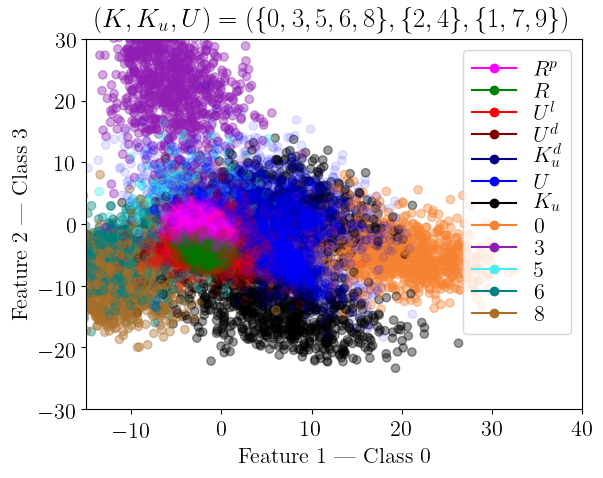 (K, K_u, U) = ({0, 3, 5, 6, 8}, {2, 4}, {1, 7, 9})
30
20
10
0
−10
−20
−30
Feature 2 — Class 3
R^p
R
U^l
U^d
K_u^d
U
K_u
0
3
5
6
8
−10
0
10
20
30
40
Feature 1 — Class 0